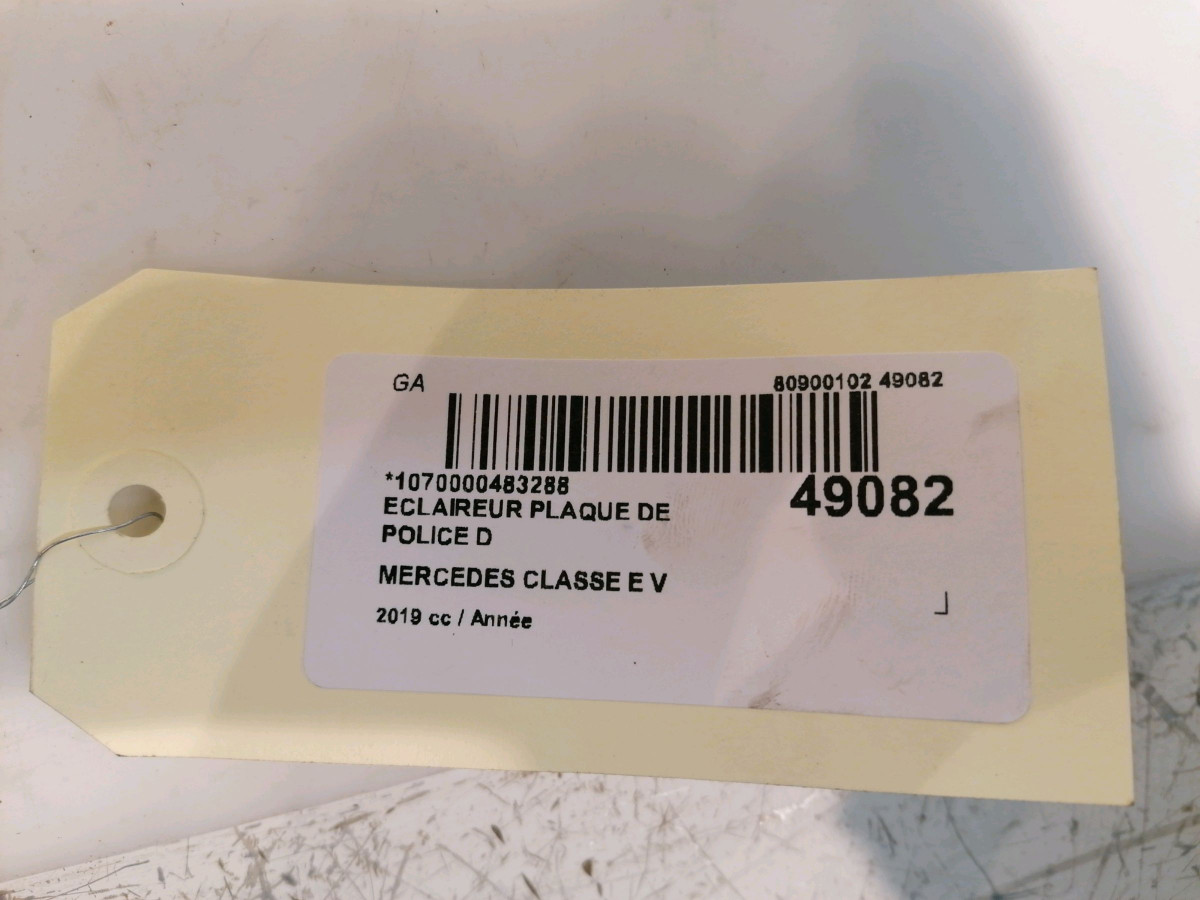 GA
80900102 49082
*1070000483288
49082
ECLAIREUR PLAQUE DE
POLICE D
MERCEDES CLASSE E V
2019 cc / Année